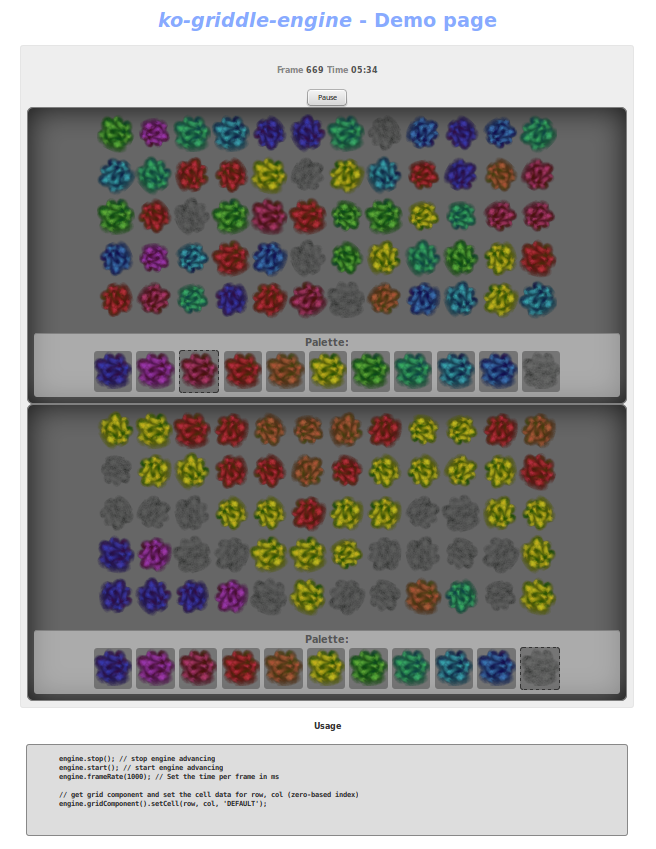 ko-griddle-engine - Demo page
Frame 669 Time 05:34
Pause
Palette:
Palette:
Usage
engine.stop(); // stop engine advancing
engine.start(); // start engine advancing
engine.frameRate(1000); // Set the time per frame in ms
// get grid component and set the cell data for row, col (zero-based index)
engine.gridComponent().setCell(row, col, 'DEFAULT');